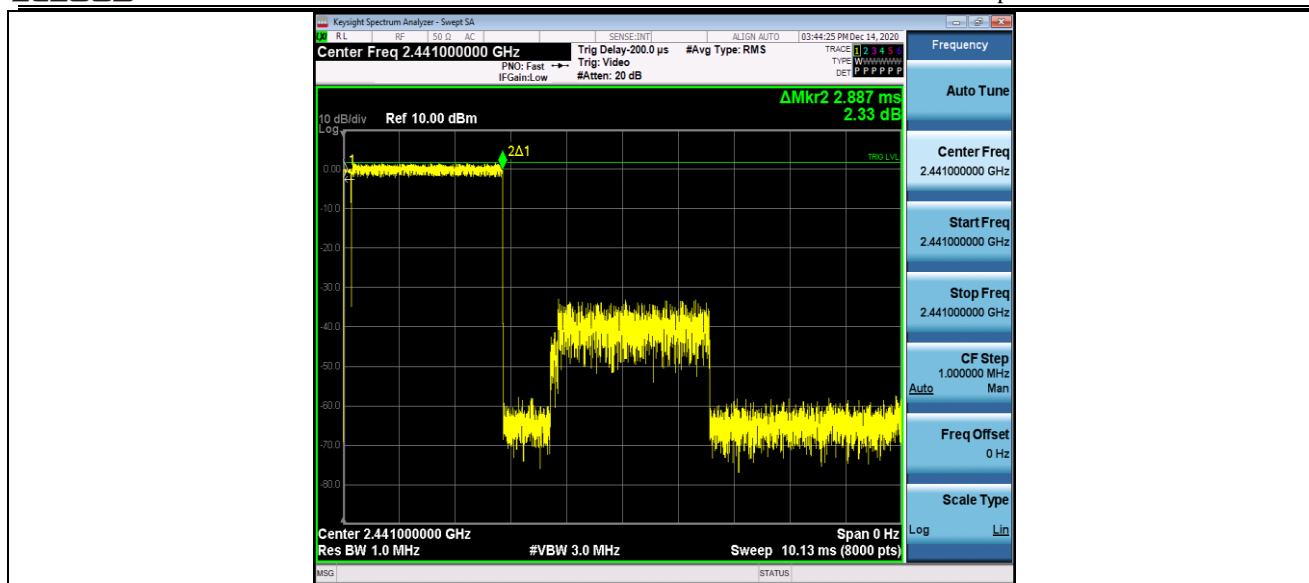 Keysight Spectrum Analyzer - Swept SA
RL RF 50 Ω AC SENSE:INT ALIGN AUTO 03:44:25 PM Dec 14, 2020
Center Freq 2.441000000 GHz
Trig Delay-200.0 µs #Avg Type: RMS
TRACE 1 2 3 4 5 6
PNO: Fast Trig: Video
TYPE WWWWWW
IFGain:Low #Atten: 20 dB
DET P P P P P P
ΔMkr2 2.887 ms
2.33 dB
10 dB/div Ref 10.00 dBm
Log
2Δ1
1
TRIG LVL
0.00
-10.0
-20.0
-30.0
-40.0
-50.0
-60.0
-70.0
-80.0
Center 2.441000000 GHz Span 0 Hz
Res BW 1.0 MHz #VBW 3.0 MHz Sweep 10.13 ms (8000 pts)
MSG STATUS
Frequency
Auto Tune
Center Freq
2.441000000 GHz
Start Freq
2.441000000 GHz
Stop Freq
2.441000000 GHz
CF Step
1.000000 MHz
Auto Man
Freq Offset
0 Hz
Scale Type
Log Lin